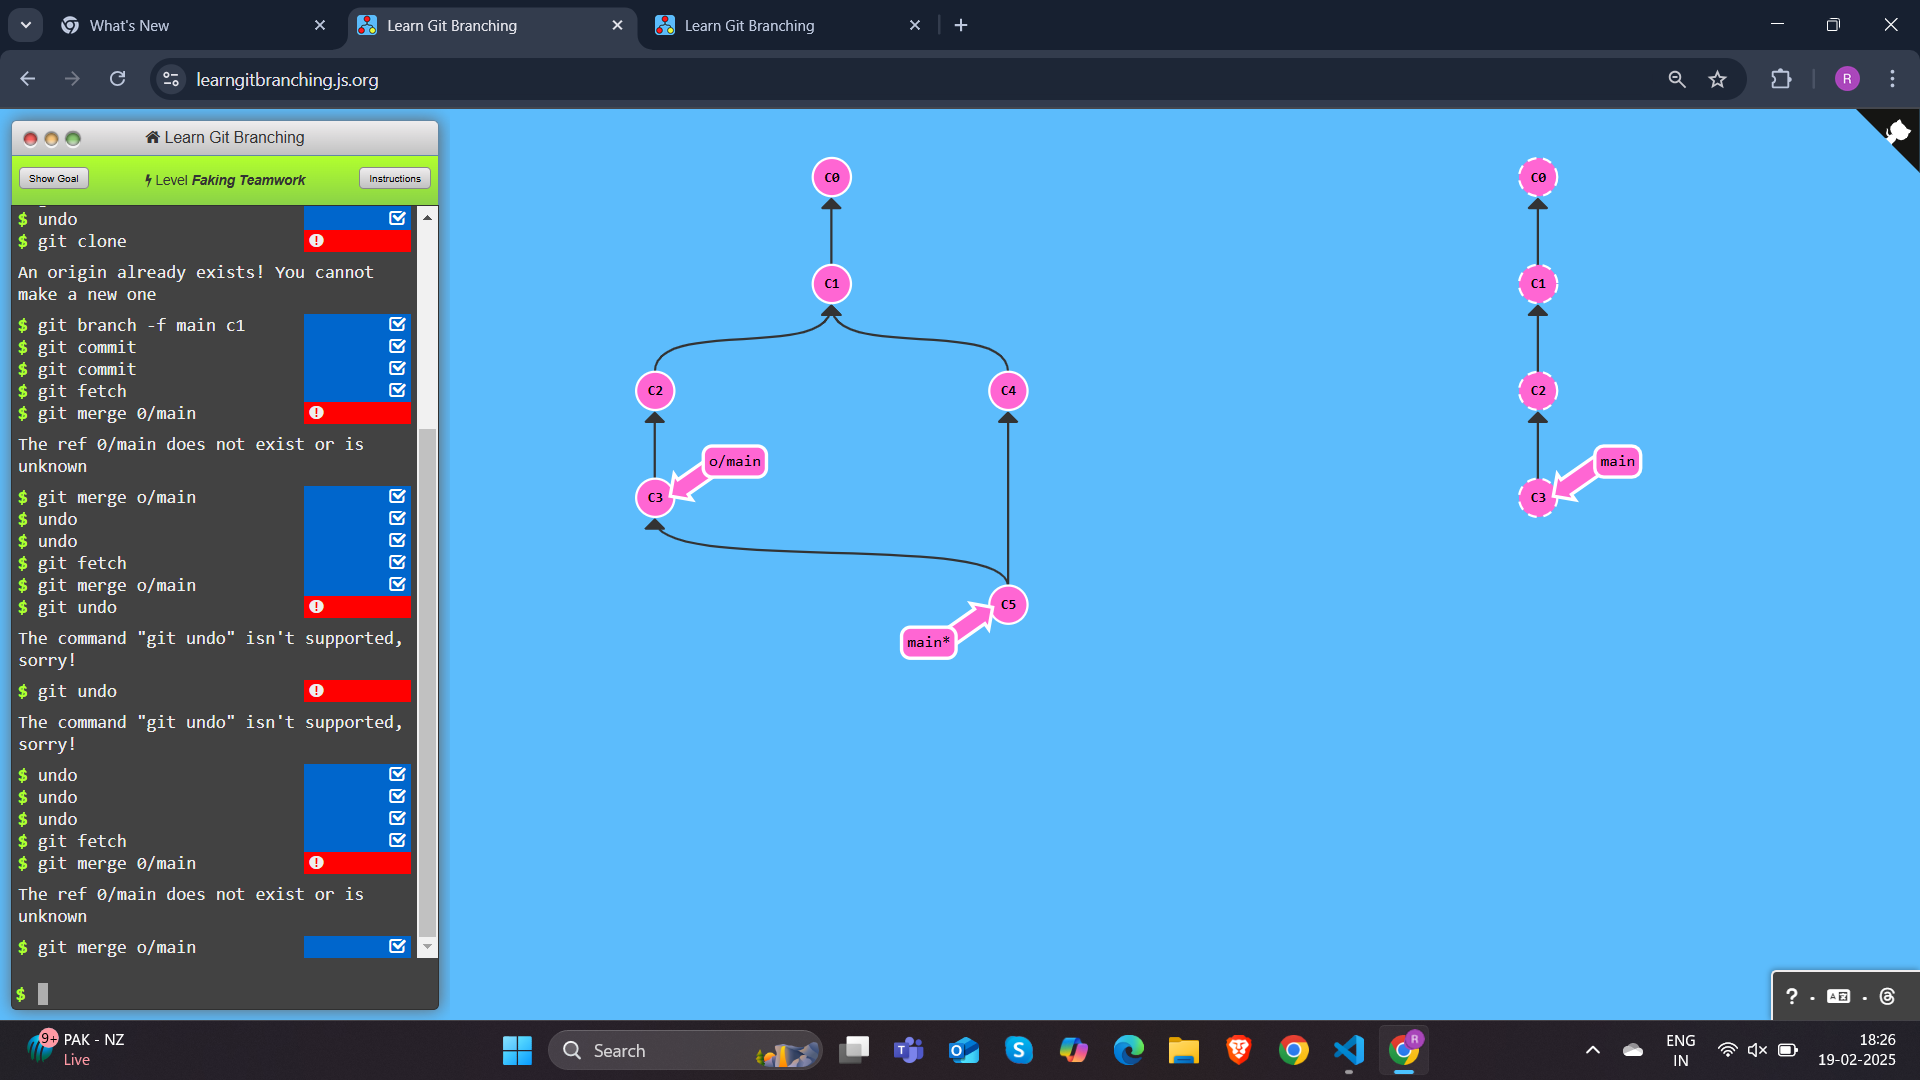 What's New
Learn Git Branching
Learn Git Branching
learngitbranching.js.org
R
Learn Git Branching
Show Goal
Level Faking Teamwork
Instructions
$ undo
$ git clone
An origin already exists! You cannot
make a new one
$ git branch -f main c1
$ git commit
$ git commit
$ git fetch
$ git merge 0/main
The ref 0/main does not exist or is
unknown
$ git merge o/main
$ undo
$ undo
$ git fetch
$ git merge o/main
$ git undo
The command "git undo" isn't supported,
sorry!
$ git undo
The command "git undo" isn't supported,
sorry!
$ undo
$ undo
$ undo
$ git fetch
$ git merge 0/main
The ref 0/main does not exist or is
unknown
$ git merge o/main
$
C0
C1
C2
C4
o/main
C3
C5
main*
C0
C1
C2
main
C3
9+
PAK - NZ
Live
Search
R
ENG
IN
18:26
19-02-2025